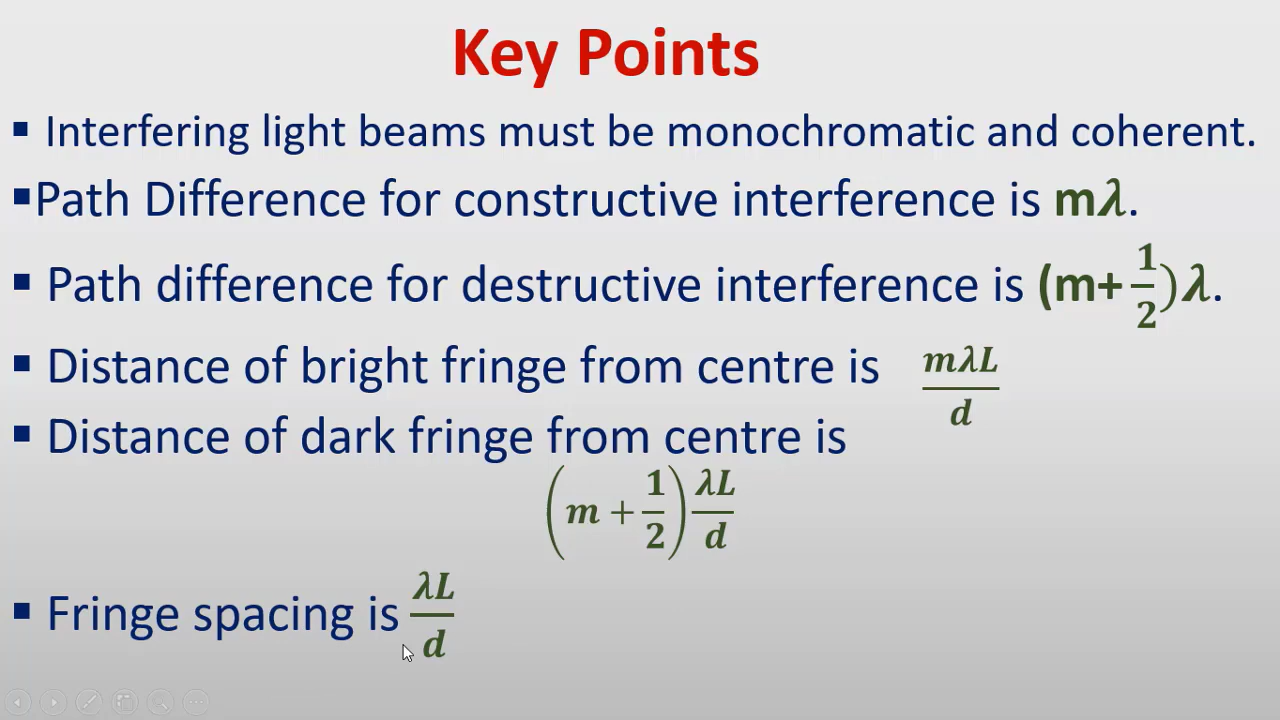 Key Points
▪ Interfering light beams must be monochromatic and coherent.
▪Path Difference for constructive interference is mλ.
▪ Path difference for destructive interference is (m+1/2)λ.
▪ Distance of bright fringe from centre is mλL/d
▪ Distance of dark fringe from centre is
(m + 1/2) λL/d
▪ Fringe spacing is λL/d